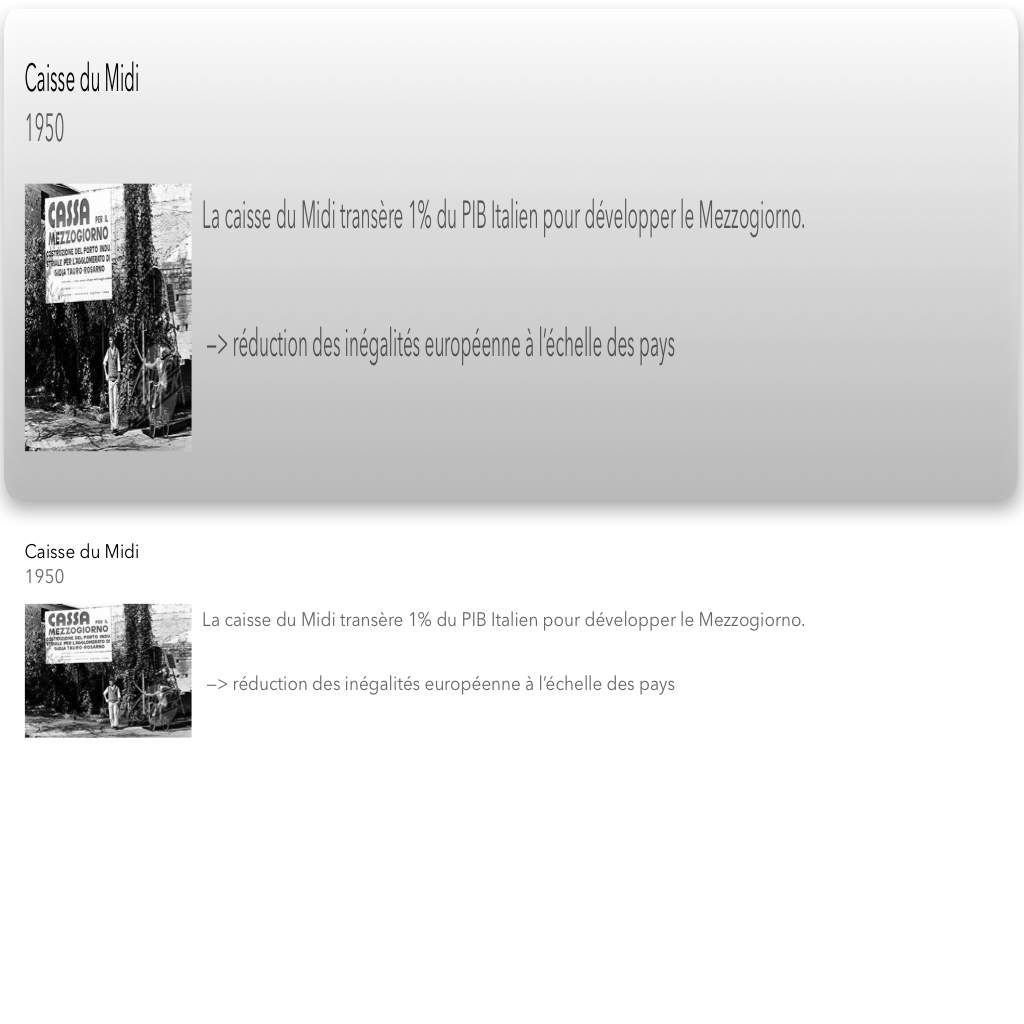 Caisse du Midi
1950
CASSA PER IL
MEZZOGIORNO
COSTRUZIONE DEL PORTO INDU
STRIALE PER L'AGGLOMERATO DI
GIOIA TAURO-ROSARNO
La caisse du Midi transère 1% du PIB Italien pour développer le Mezzogiorno.
—> réduction des inégalités européenne à l'échelle des pays
Caisse du Midi
1950
CASSA PER IL
MEZZOGIORNO
COSTRUZIONE DEL PORTO INDU
STRIALE PER L'AGGLOMERATO DI
GIOIA TAURO-ROSARNO
La caisse du Midi transère 1% du PIB Italien pour développer le Mezzogiorno.
—> réduction des inégalités européenne à l'échelle des pays